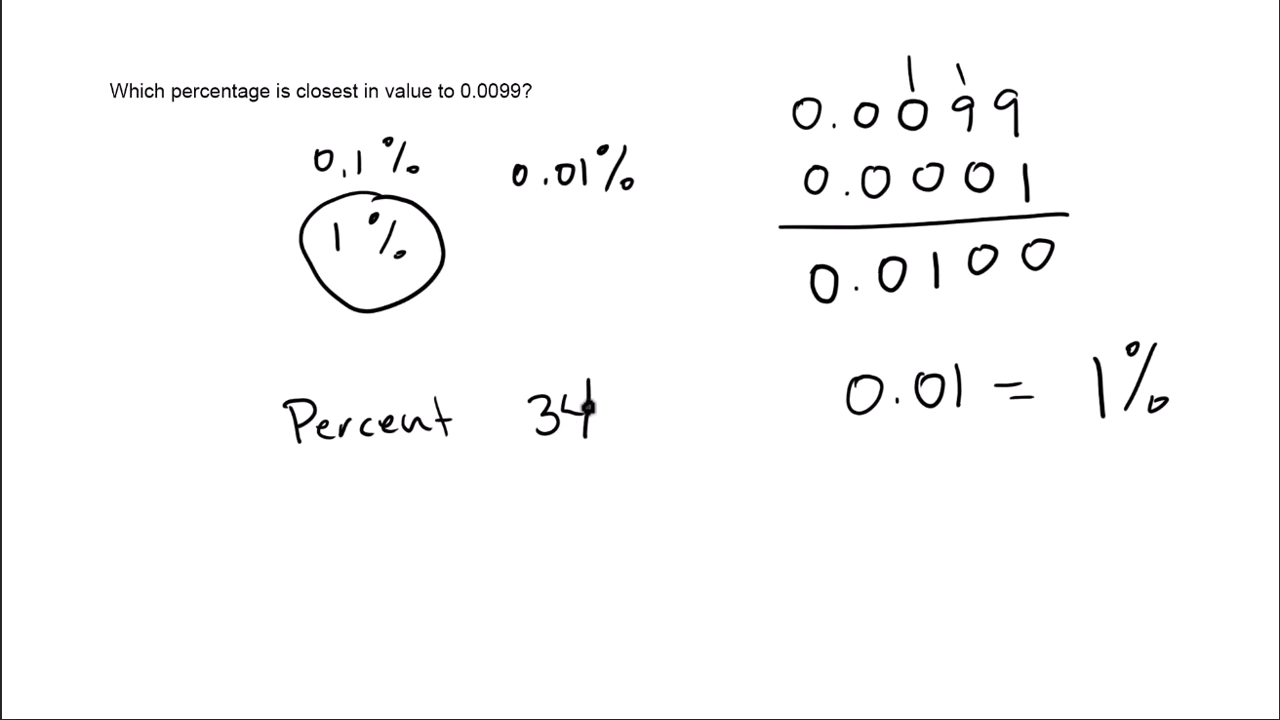 Which percentage is closest in value to 0.0099?
0.1% 0.01%
1%
1 1
0.0099
0.0001
0.0100
0.01 = 1%
Percent 34